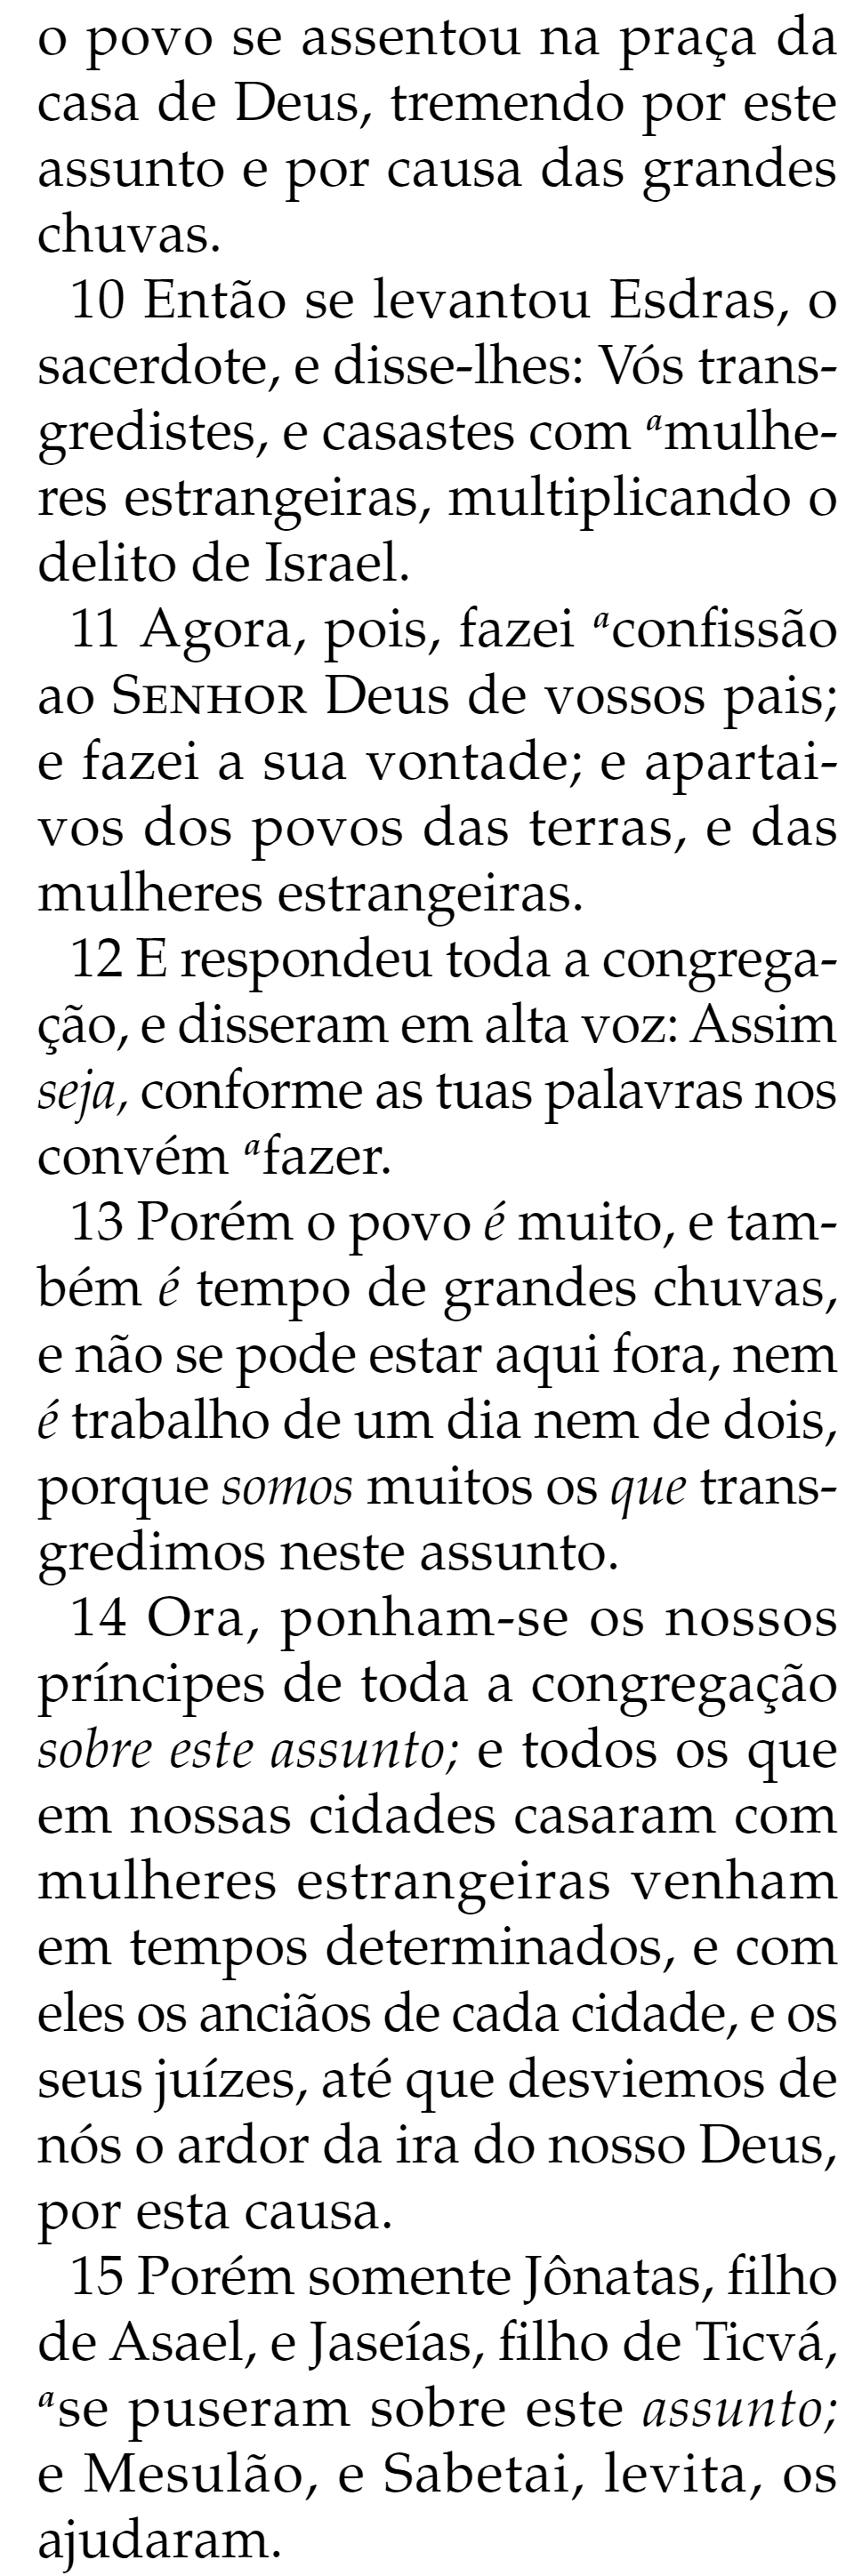 o povo se assentou na praça da
casa de Deus, tremendo por este
assunto e por causa das grandes
chuvas.
10 Então se levantou Esdras, o
sacerdote, e disse-lhes: Vós trans-
gredistes, e casastes com ᵃmulhe-
res estrangeiras, multiplicando o
delito de Israel.
11 Agora, pois, fazei ᵃconfissão
ao SENHOR Deus de vossos pais;
e fazei a sua vontade; e apartai-
vos dos povos das terras, e das
mulheres estrangeiras.
12 E respondeu toda a congrega-
ção, e disseram em alta voz: Assim
seja, conforme as tuas palavras nos
convém ᵃfazer.
13 Porém o povo é muito, e tam-
bém é tempo de grandes chuvas,
e não se pode estar aqui fora, nem
é trabalho de um dia nem de dois,
porque somos muitos os que trans-
gredimos neste assunto.
14 Ora, ponham-se os nossos
príncipes de toda a congregação
sobre este assunto; e todos os que
em nossas cidades casaram com
mulheres estrangeiras venham
em tempos determinados, e com
eles os anciãos de cada cidade, e os
seus juízes, até que desviemos de
nós o ardor da ira do nosso Deus,
por esta causa.
15 Porém somente Jônatas, filho
de Asael, e Jaseías, filho de Ticvá,
ᵃse puseram sobre este assunto;
e Mesulão, e Sabetai, levita, os
ajudaram.